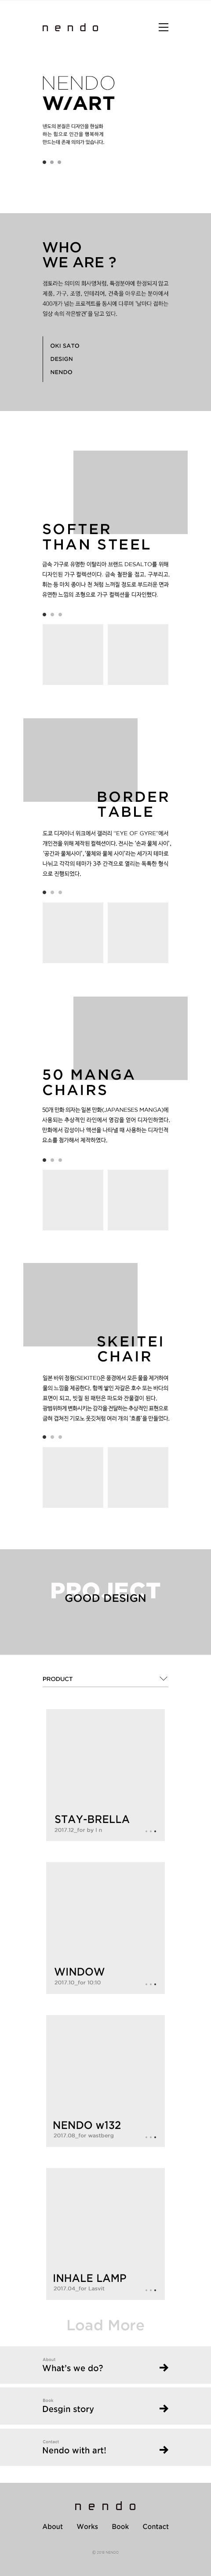 nendo
NENDO
W/ART
넨도의 본질은 디자인을 현실화
하는 힘으로 인간을 행복하게
만드는데 존재 의의가 있습니다.
WHO
WE ARE ?
점토라는 의미의 회사명처럼, 특정분야에 한정되지 않고
제품, 가구, 조명, 인테리어, 건축을 아우르는 분야에서
400개가 넘는 프로젝트를 동시에 다루며 '날마다 접하는
일상 속의 작은발견'을 담고 있다.
OKI SATO
DESIGN
NENDO
SOFTER
THAN STEEL
금속 가구로 유명한 이탈리아 브랜드 DESALTO를 위해
디자인된 가구 컬렉션이다. 금속 철판을 접고, 구부리고,
휘는 등 마치 종이나 천 처럼 느껴질 정도로 부드러운 면과
유연한 느낌의 조형으로 가구 컬렉션을 디자인했다.
BORDER
TABLE
도쿄 디자이너 위크에서 갤러리 "EYE OF GYRE"에서
개인전을 위해 제작된 컬렉션이다. 전시는 '손과 물체 사이',
'공간과 물체사이', '물체와 물체 사이'라는 세가지 테마로
나뉘고 각각의 테마가 3주 간격으로 열리는 독특한 형식
으로 진행되었다.
50 MANGA
CHAIRS
50개 만화 의자는 일본 만화(JAPANESES MANGA)에
사용되는 추상적인 라인에서 영감을 얻어 디자인하였다.
만화에서 감성이나 액션을 나타낼 때 사용하는 디자인적
요소를 첨가해서 제작하였다.
SKEITEI
CHAIR
일본 바위 정원(SEKITEI)은 풍경에서 모든 물을 제거하여
물의 느낌을 제공한다. 함께 쌓인 자갈은 호수 또는 바다의
표면이 되고, 빗질 된 패턴은 파도와 잔물결이 된다.
광범위하게 변화시키는 감각을 전달하는 추상적인 표현으로
글쳐 겹쳐진 기모노 옷깃처럼 여러 개의 '흐름'을 만들었다.
PROJECT
GOOD DESIGN
PRODUCT
STAY-BRELLA
2017.12_for by l n
WINDOW
2017.10_for 10:10
NENDO w132
2017.08_for wastberg
INHALE LAMP
2017.04_for Lasvit
Load More
About
What's we do?
Book
Desgin story
Contact
Nendo with art!
nendo
About Works Book Contact
© 2018 NENDO.